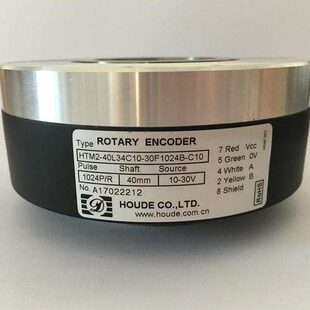 Type ROTARY ENCODER
HTM2-40L34C10-30F1024B-C10
Pulse Shaft Source
1024P/R 40mm 10-30V
No. A17022212
7 Red Vcc
5 Green 0V
4 White A
2 Yellow B
8 Shield
RoHS
HOUDE CO.,LTD.
www.houde.com.cn